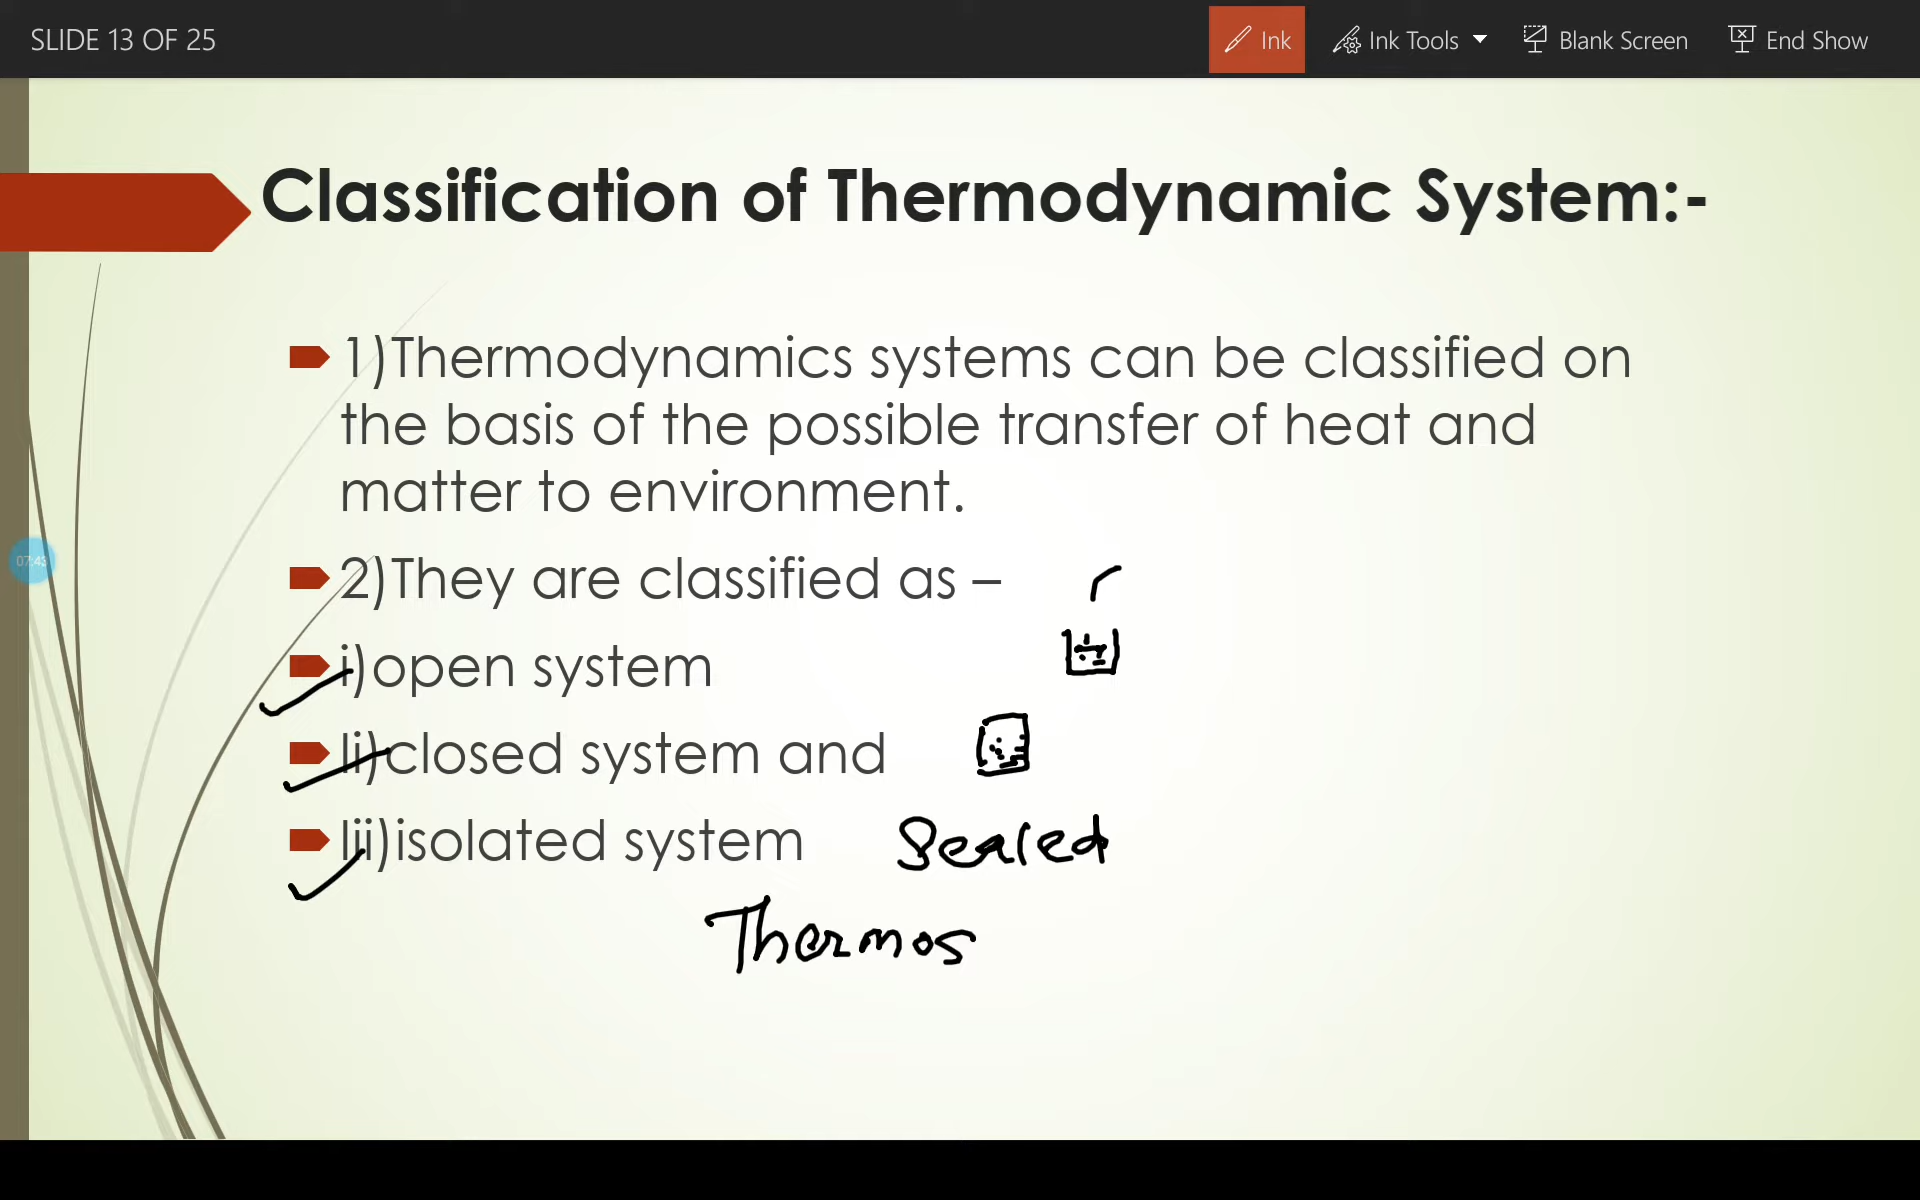 SLIDE 13 OF 25 Ink Ink Tools Blank Screen End Show
Classification of Thermodynamic System:-
1)Thermodynamics systems can be classified on
the basis of the possible transfer of heat and
matter to environment.
07:43
2)They are classified as –
i)open system
Ii)closed system and
Iii)isolated system Sealed
Thermos